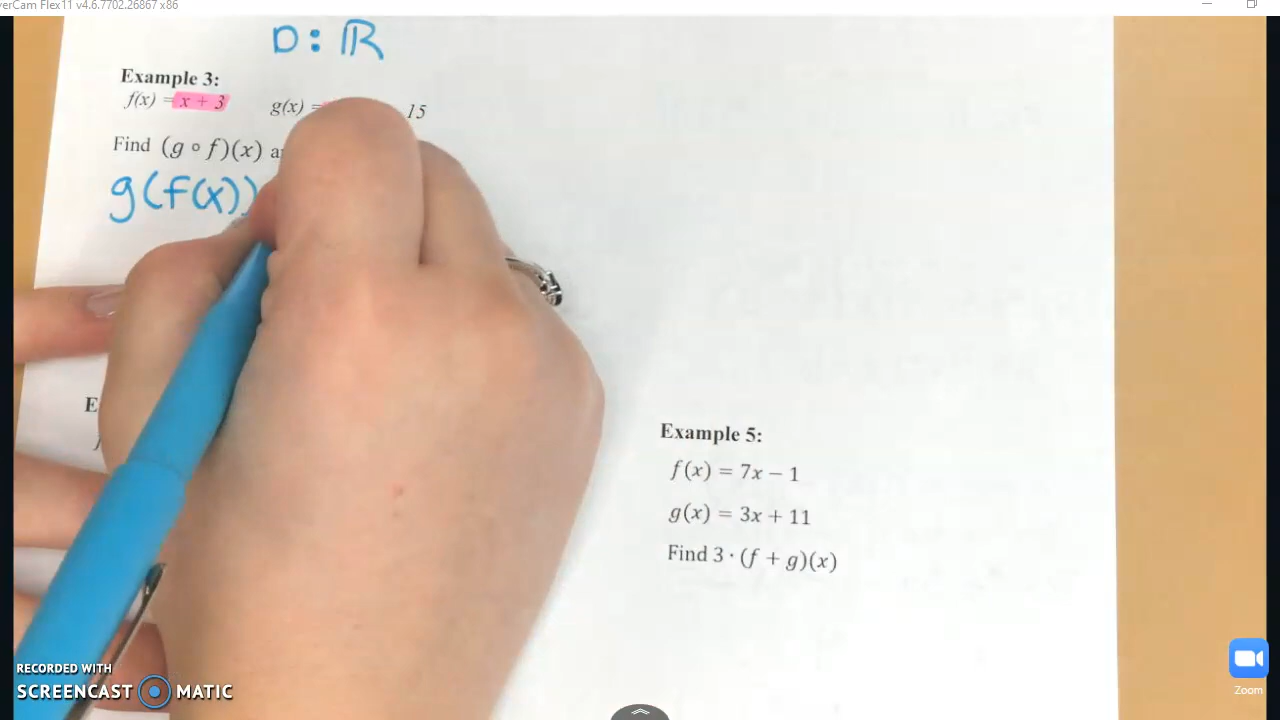 verCam Flex11 v4.6.7702.26867 x86
D: ℝ
Example 3:
f(x) = x + 3 g(x) = 15
Find (g ∘ f)(x)
g(f(x))
Example 5:
f(x) = 7x − 1
g(x) = 3x + 11
Find 3 · (f + g)(x)
RECORDED WITH
SCREENCAST MATIC
Zoom